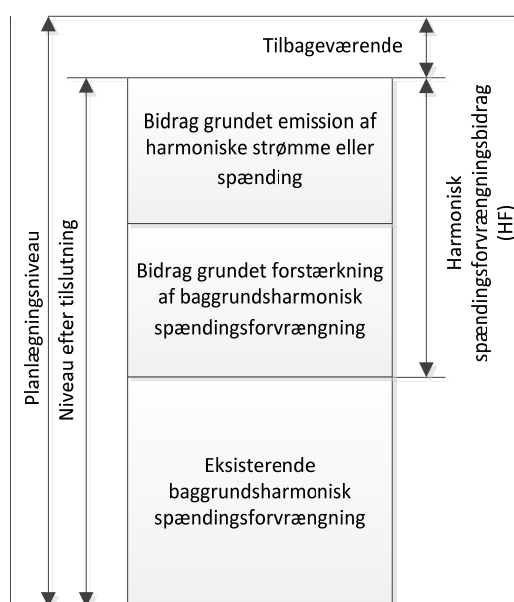 Tilbageværende
Bidrag grundet emission af
harmoniske strømme eller
spænding
Bidrag grundet forstærkning
af baggrundsharmonisk
spændingsforvrængning
Eksisterende
baggrundsharmonisk
spændingsforvrængning
Planlægningsniveau
Niveau efter tilslutning
Harmonisk
spændingsforvrængningsbidrag
(HF)